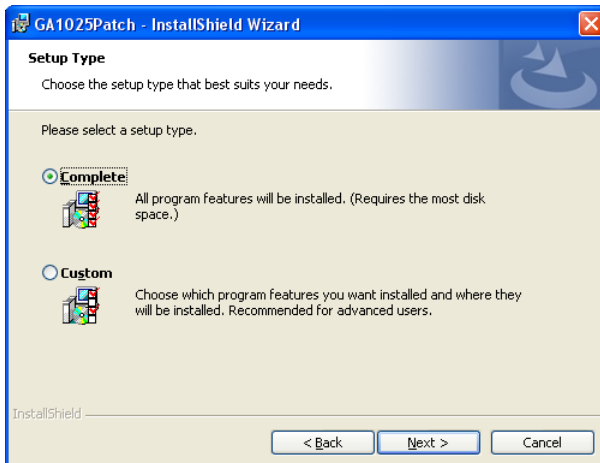 GA1025Patch - InstallShield Wizard
Setup Type
Choose the setup type that best suits your needs.
Please select a setup type.
Complete
All program features will be installed. (Requires the most disk
space.)
Custom
Choose which program features you want installed and where they
will be installed. Recommended for advanced users.
InstallShield
< Back
Next >
Cancel